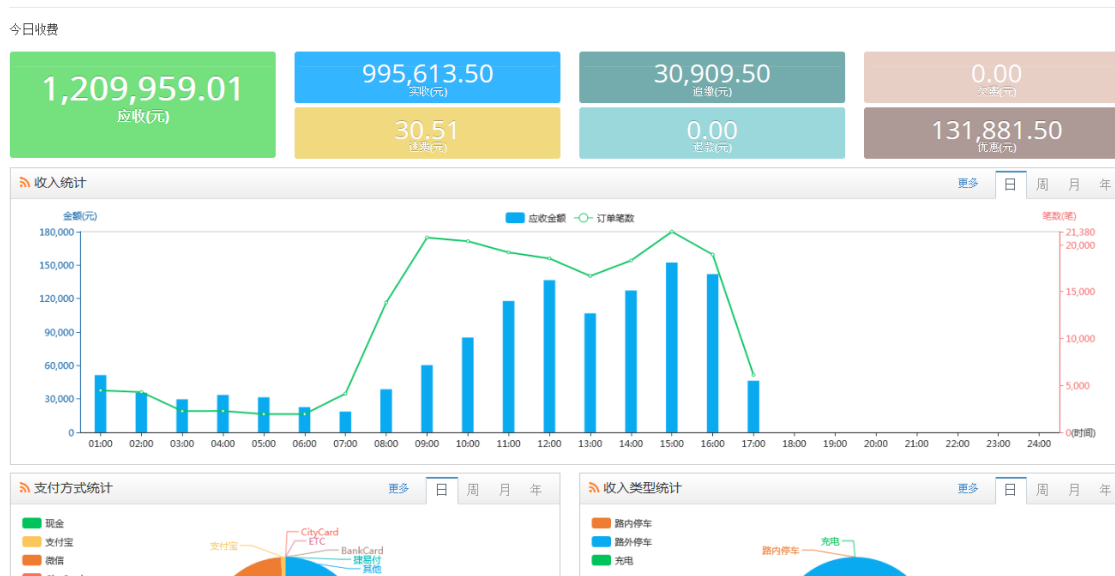 今日收费
1,209,959.01
应收(元)
995,613.50
实收(元)
30,909.50
追缴(元)
0.00
欠费(元)
30.51
退款(元)
0.00
131,881.50
优惠(元)
收入统计
更多 日 周 月 年
金额(元)
应收金额 订单笔数
笔数(笔)
180,000
150,000
120,000
90,000
60,000
30,000
0
21,380
20,000
15,000
10,000
5,000
0(时间)
01:00 02:00 03:00 04:00 05:00 06:00 07:00 08:00 09:00 10:00 11:00 12:00 13:00 14:00 15:00 16:00 17:00 18:00 19:00 20:00 21:00 22:00 23:00 24:00
支付方式统计
更多 日 周 月 年
现金
支付宝
微信
支付宝
CityCard
ETC
BankCard
捷易付
其他
收入类型统计
更多 日 周 月 年
路内停车
路外停车
充电
路内停车
充电